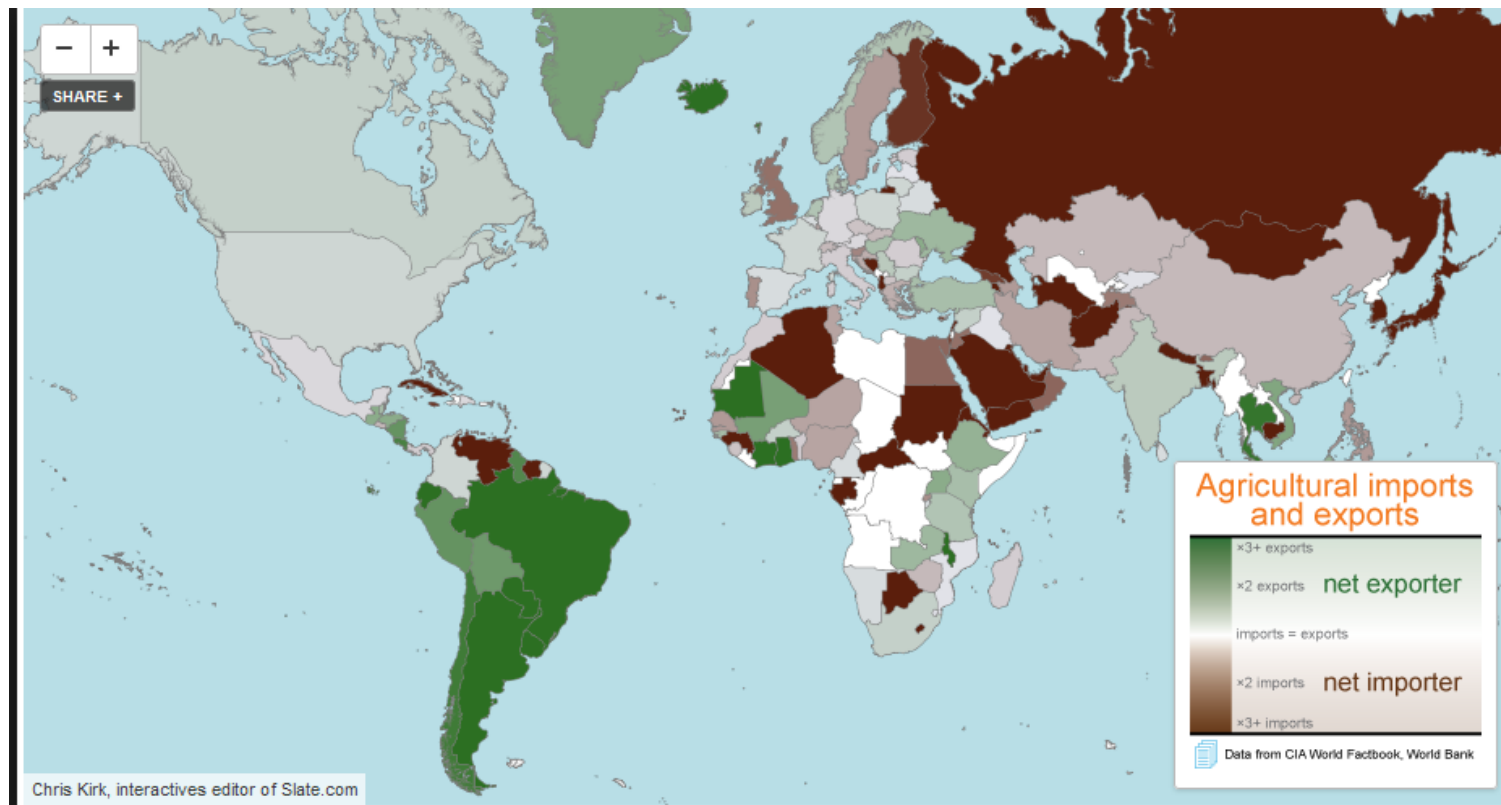 −
+
SHARE +
Agricultural imports
and exports
×3+ exports
×2 exports
net exporter
imports = exports
×2 imports
net importer
×3+ imports
Data from CIA World Factbook, World Bank
Chris Kirk, interactives editor of Slate.com